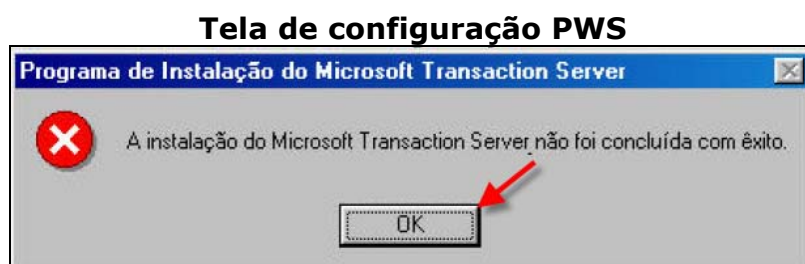 Tela de configuração PWS
Programa de Instalação do Microsoft Transaction Server
A instalação do Microsoft Transaction Server não foi concluída com êxito.
OK